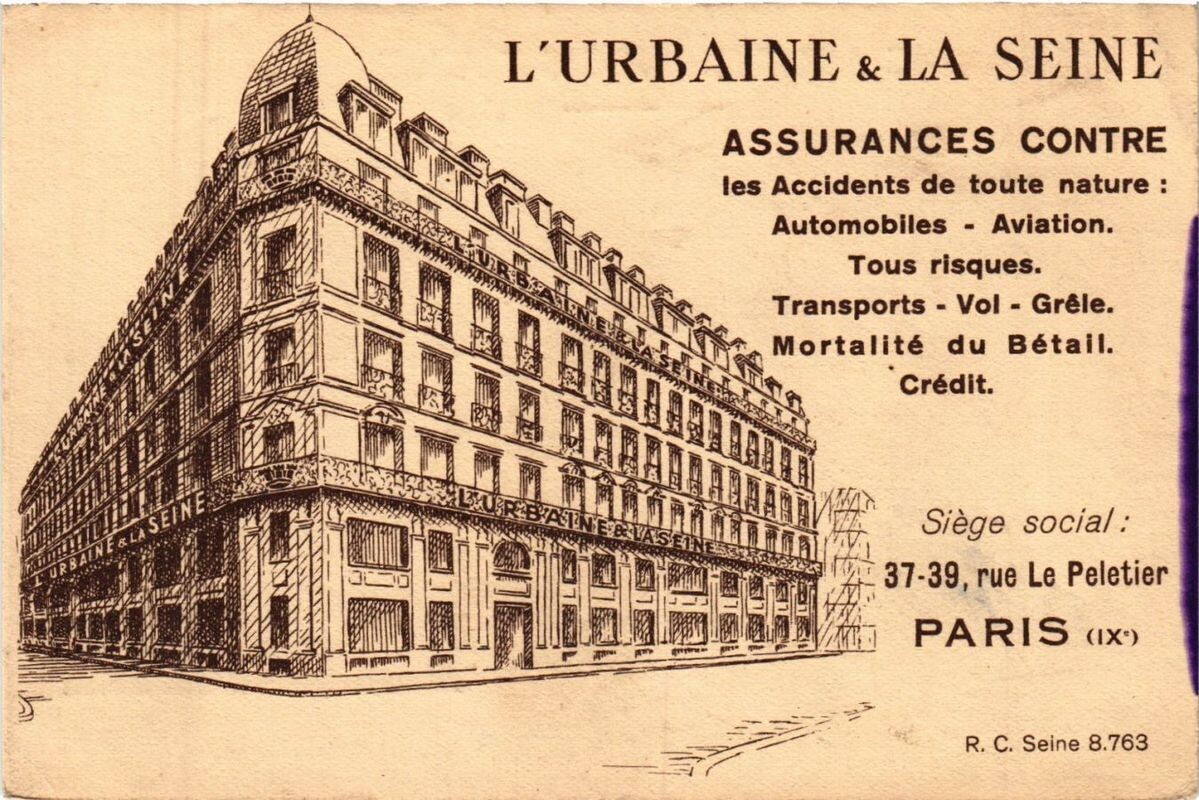 L'URBAINE & LA SEINE
ASSURANCES CONTRE
les Accidents de toute nature :
Automobiles - Aviation.
Tous risques.
Transports - Vol - Grêle.
Mortalité du Bétail.
Crédit.
L'URBAINE & LA SEINE
L'URBAINE & LA SEINE
L'URBAINE & LA SEINE
L'URBAINE & LA SEINE
Siège social :
37-39, rue Le Peletier
PARIS (IXe)
R. C. Seine 8.763